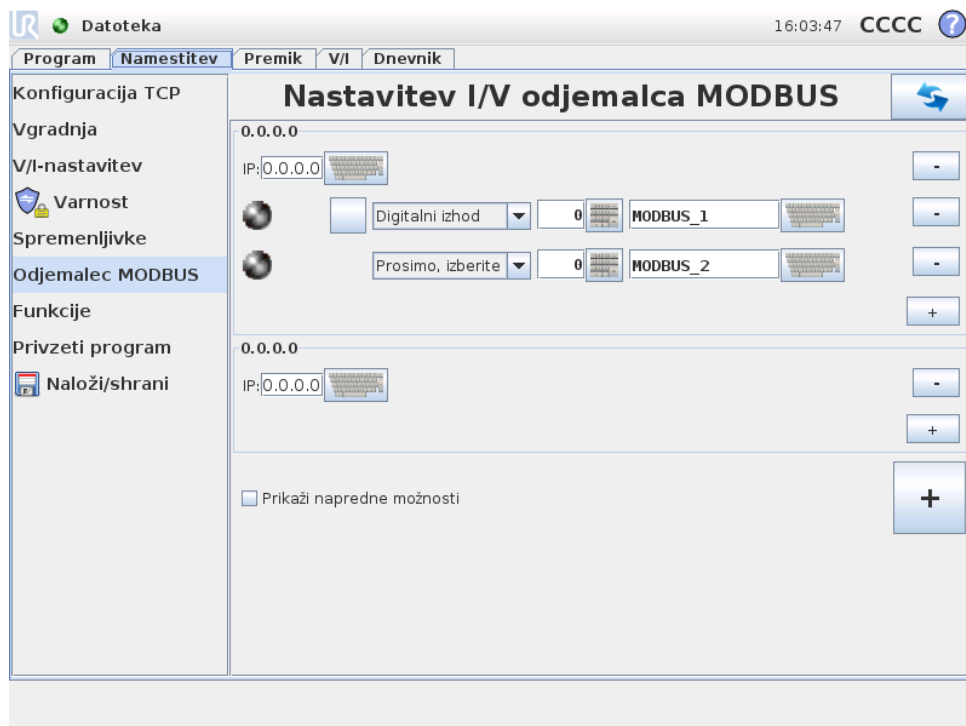 UR Datoteka 16:03:47 CCCC ?
Program Namestitev Premik V/I Dnevnik
Konfiguracija TCP
Vgradnja
V/I-nastavitev
Varnost
Spremenljivke
Odjemalec MODBUS
Funkcije
Privzeti program
Naloži/shrani
Nastavitev I/V odjemalca MODBUS
0.0.0.0
IP: 0.0.0.0 -
Digitalni izhod 0 MODBUS_1 -
Prosimo, izberite 0 MODBUS_2 -
+
0.0.0.0
IP: 0.0.0.0 -
+
Prikaži napredne možnosti +